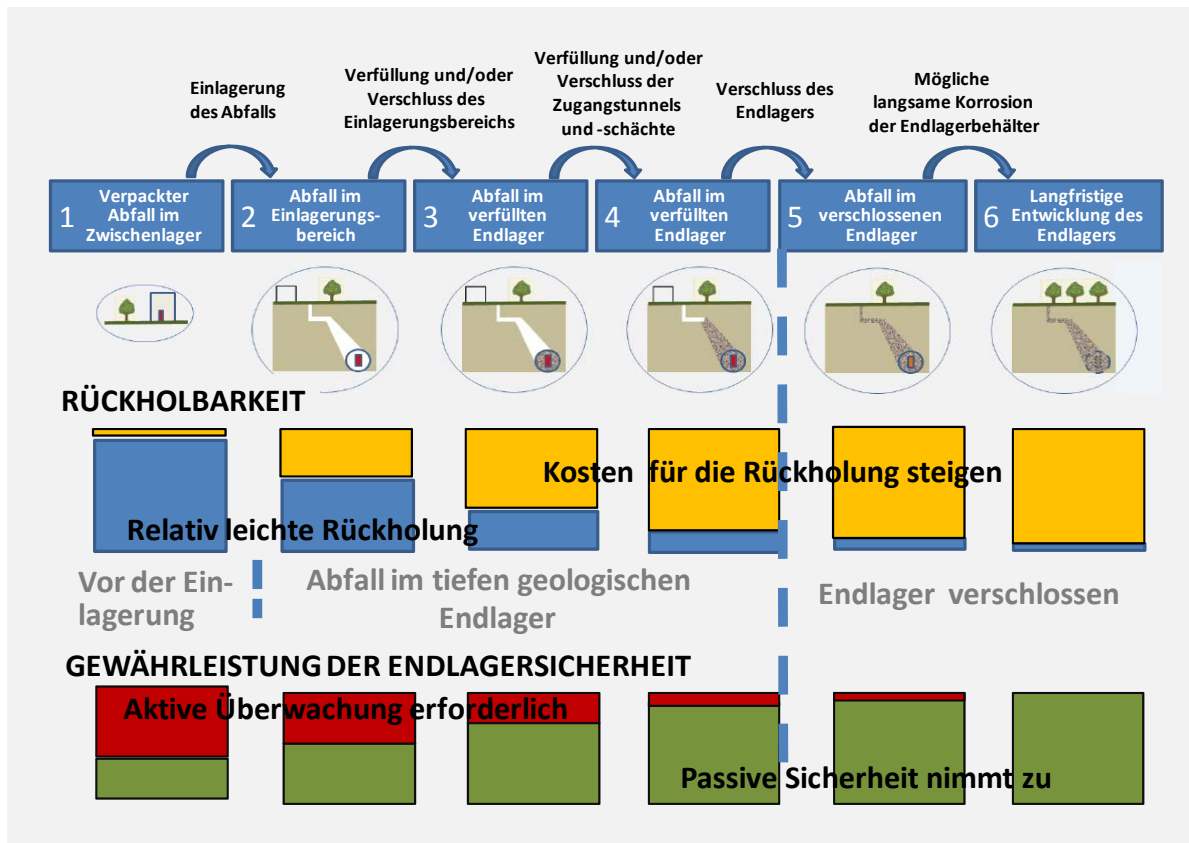 Einlagerung
des Abfalls
Verfüllung und/oder
Verschluss des
Einlagerungsbereichs
Verfüllung und/oder
Verschluss der
Zugangstunnels
und -schächte
Verschluss des
Endlagers
Mögliche
langsame Korrosion
der Endlagerbehälter
1
Verpackter
Abfall im
Zwischenlager
2
Abfall im
Einlagerungs-
bereich
3
Abfall im
verfüllten
Endlager
4
Abfall im
verfüllten
Endlager
5
Abfall im
verschlossenen
Endlager
6
Langfristige
Entwicklung des
Endlagers
RÜCKHOLBARKEIT
Kosten für die Rückholung steigen
Relativ leichte Rückholung
Vor der Ein-
lagerung
Abfall im tiefen geologischen
Endlager
Endlager verschlossen
GEWÄHRLEISTUNG DER ENDLAGERSICHERHEIT
Aktive Überwachung erforderlich
Passive Sicherheit nimmt zu